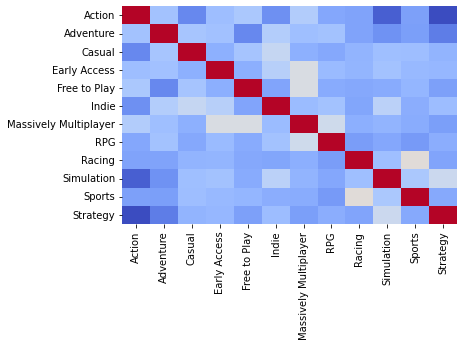 Action
Adventure
Casual
Early Access
Free to Play
Indie
Massively Multiplayer
RPG
Racing
Simulation
Sports
Strategy
Action
Adventure
Casual
Early Access
Free to Play
Indie
Massively Multiplayer
RPG
Racing
Simulation
Sports
Strategy